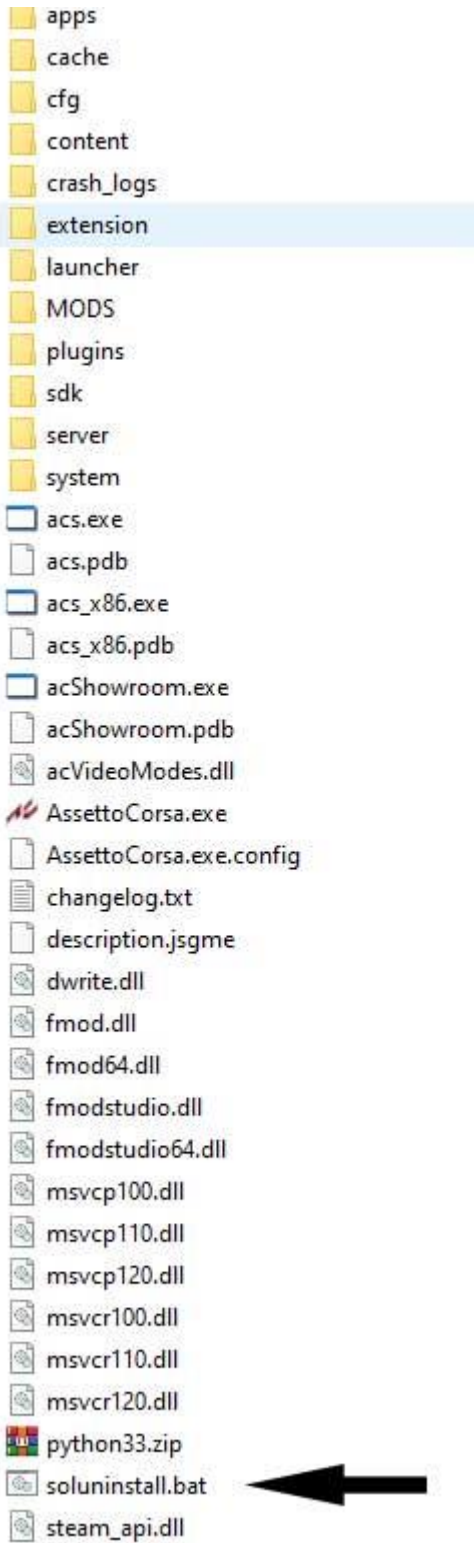 apps
cache
cfg
content
crash_logs
extension
launcher
MODS
plugins
sdk
server
system
acs.exe
acs.pdb
acs_x86.exe
acs_x86.pdb
acShowroom.exe
acShowroom.pdb
acVideoModes.dll
AssettoCorsa.exe
AssettoCorsa.exe.config
changelog.txt
description.jsgme
dwrite.dll
fmod.dll
fmod64.dll
fmodstudio.dll
fmodstudio64.dll
msvcp100.dll
msvcp110.dll
msvcp120.dll
msvcr100.dll
msvcr110.dll
msvcr120.dll
python33.zip
soluninstall.bat
steam_api.dll